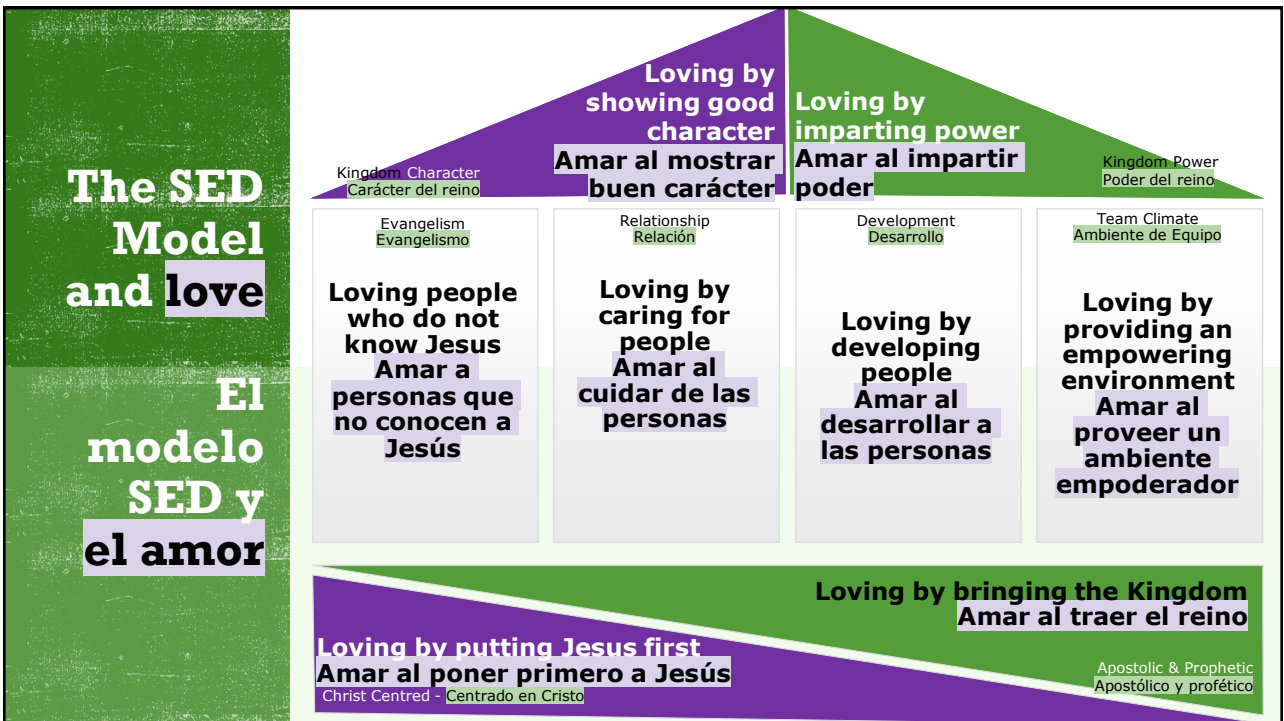 The SED
Model
and love
El
modelo
SED y
el amor
Loving by
showing good
character
Amar al mostrar
buen carácter
Kingdom Character
Carácter del reino
Loving by
imparting power
Amar al impartir
poder
Kingdom Power
Poder del reino
Evangelism
Evangelismo
Loving people
who do not
know Jesus
Amar a
personas que
no conocen a
Jesús
Relationship
Relación
Loving by
caring for
people
Amar al
cuidar de las
personas
Development
Desarrollo
Loving by
developing
people
Amar al
desarrollar a
las personas
Team Climate
Ambiente de Equipo
Loving by
providing an
empowering
environment
Amar al
proveer un
ambiente
empoderador
Loving by bringing the Kingdom
Amar al traer el reino
Loving by putting Jesus first
Amar al poner primero a Jesús
Christ Centred - Centrado en Cristo
Apostolic & Prophetic
Apostólico y profético